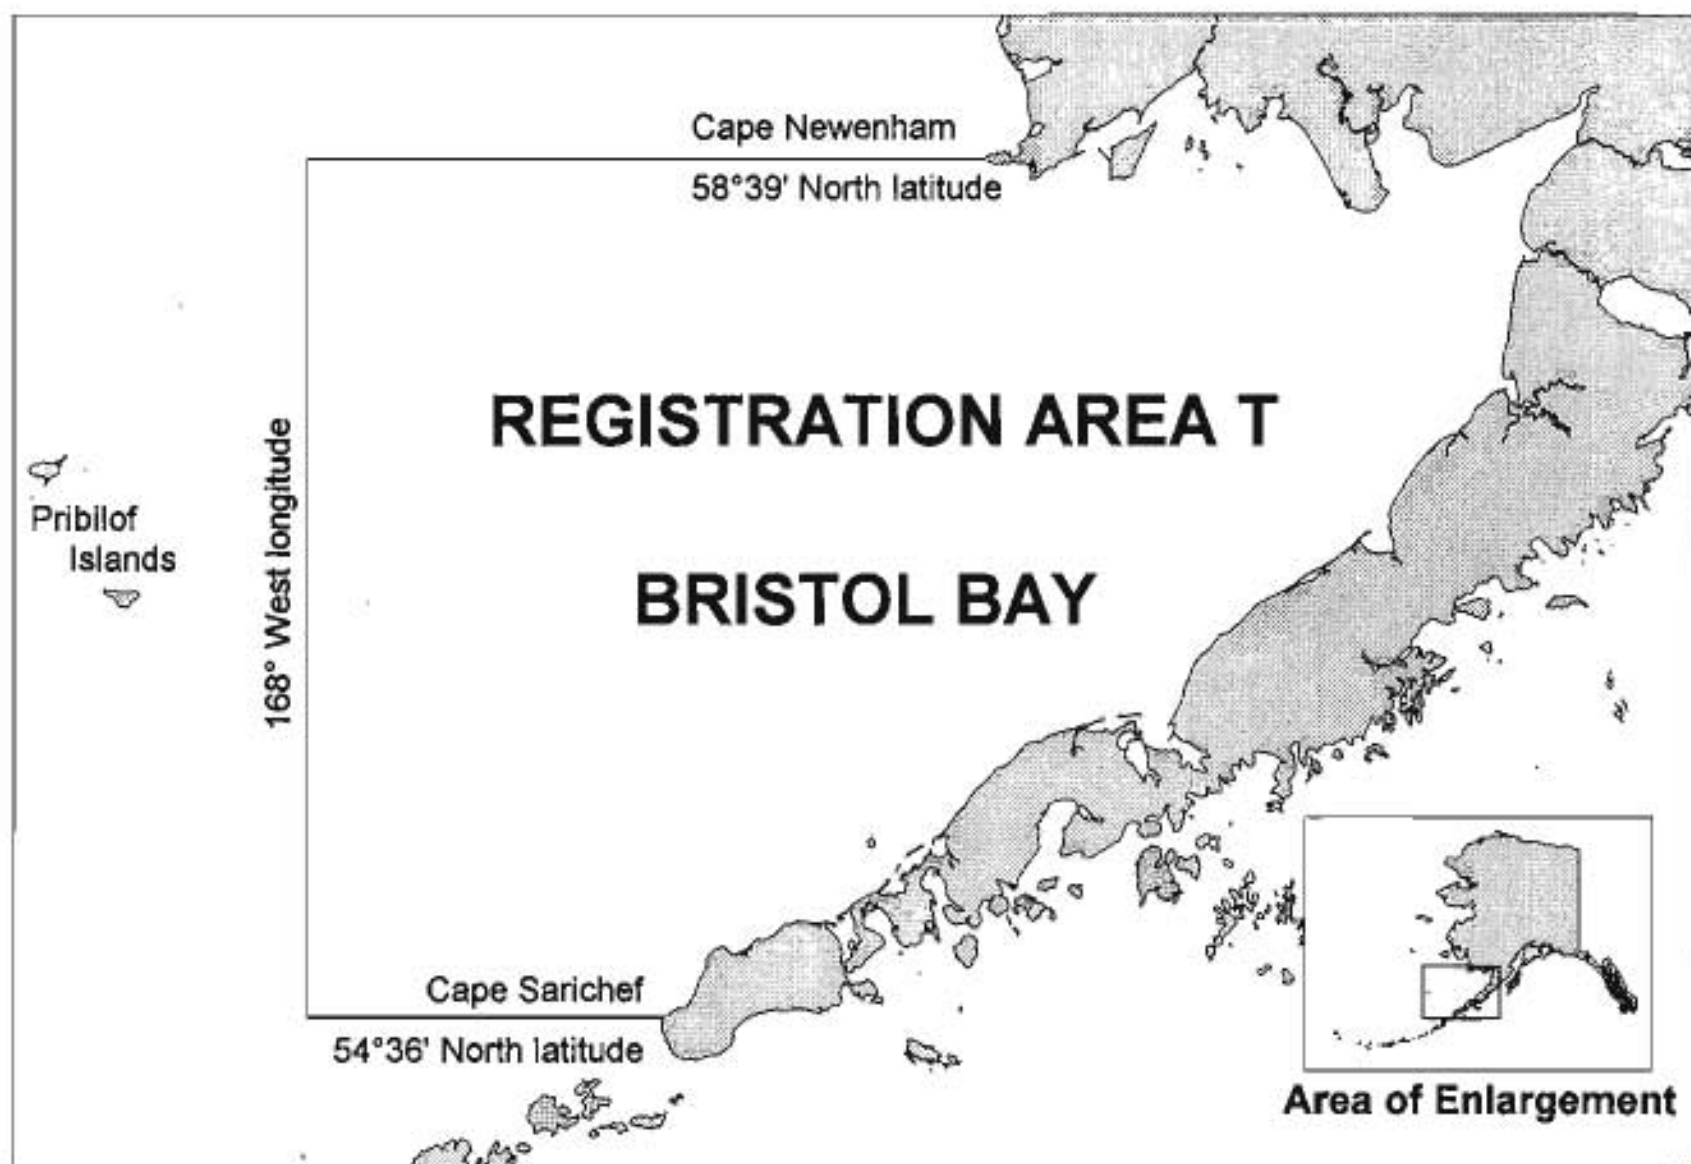 Cape Newenham
58°39' North latitude
REGISTRATION AREA T
168° West longitude
Pribilof
Islands
BRISTOL BAY
Cape Sarichef
54°36' North latitude
Area of Enlargement